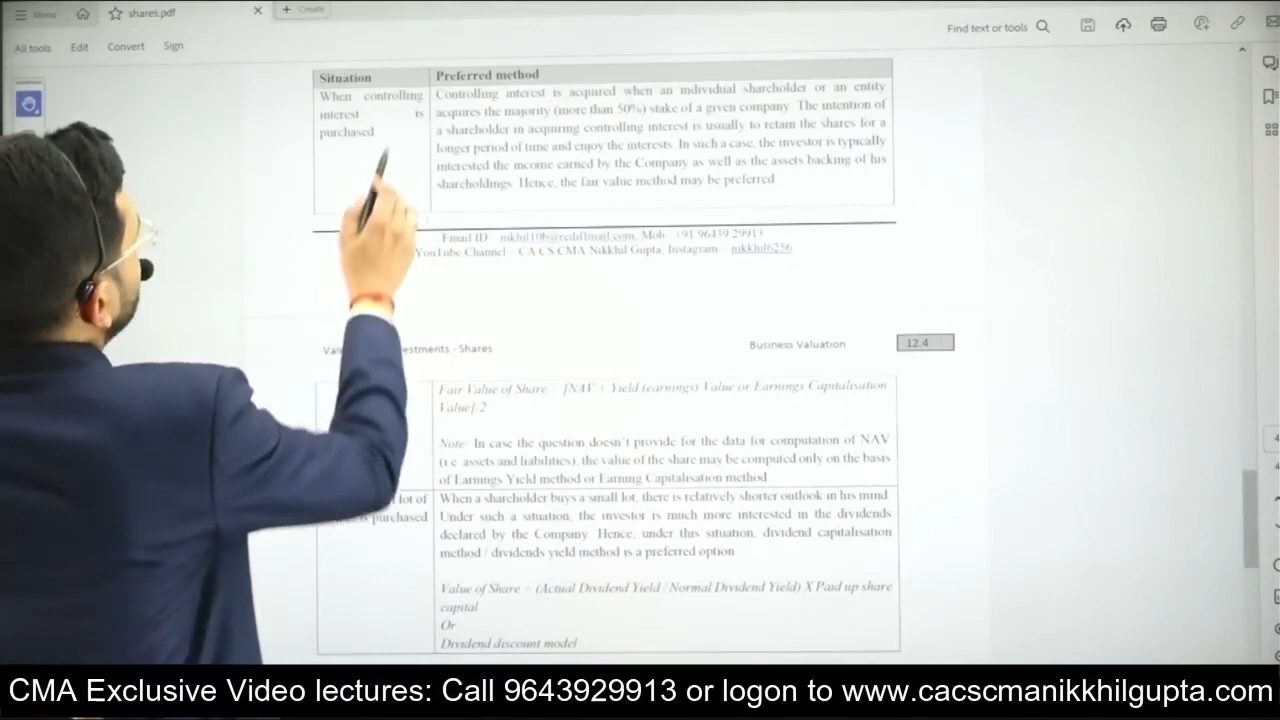 Menu
shares.pdf
Create
Find text or tools
All tools Edit Convert Sign
Situation Preferred method
When controlling interest is purchased
Controlling interest is acquired when an individual shareholder or an entity
acquires the majority (more than 50%) stake of a given company. The intention of
a shareholder in acquiring controlling interest is usually to retain the shares for a
longer period of time and enjoy the interests. In such a case, the investor is typically
interested the income earned by the Company as well as the assets backing of his
shareholdings. Hence, the fair value method may be preferred.
Email ID Mob +91 96439 29913
YouTube Channel - CA CS CMA Nikkhil Gupta, Instagram - nikkhil6256
estments - Shares Business Valuation 12.4
Fair Value of Share = [NAV + Yield (earnings) Value or Earnings Capitalisation
Value]/2
Note: In case the question doesn't provide for the data for computation of NAV
(i.e. assets and liabilities), the value of the share may be computed only on the basis
of Earnings Yield method or Earning Capitalisation method
lot of
purchased
When a shareholder buys a small lot, there is relatively shorter outlook in his mind.
Under such a situation, the investor is much more interested in the dividends
declared by the Company. Hence, under this situation, dividend capitalisation
method / dividends yield method is a preferred option
Value of Share = (Actual Dividend Yield / Normal Dividend Yield) X Paid up share
capital
Or
Dividend discount model
CMA Exclusive Video lectures: Call 9643929913 or logon to www.cacscmanikkhilgupta.com